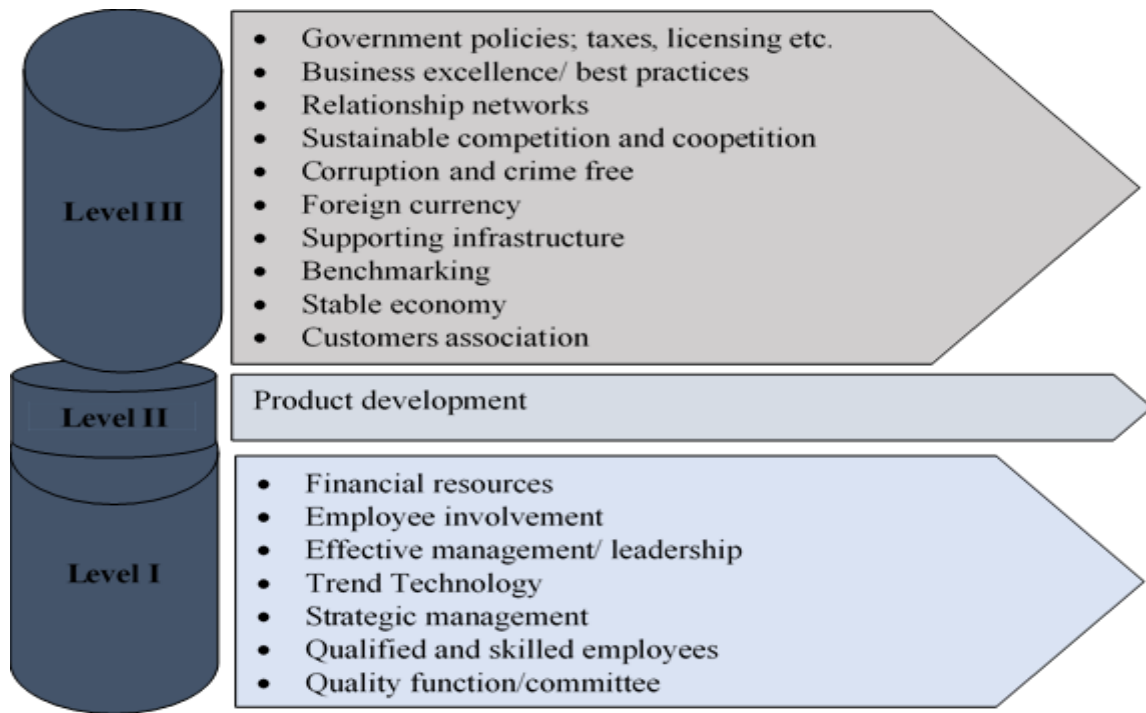 Level III
• Government policies; taxes, licensing etc.
• Business excellence/ best practices
• Relationship networks
• Sustainable competition and coopetition
• Corruption and crime free
• Foreign currency
• Supporting infrastructure
• Benchmarking
• Stable economy
• Customers association
Level II
Product development
Level I
• Financial resources
• Employee involvement
• Effective management/ leadership
• Trend Technology
• Strategic management
• Qualified and skilled employees
• Quality function/committee